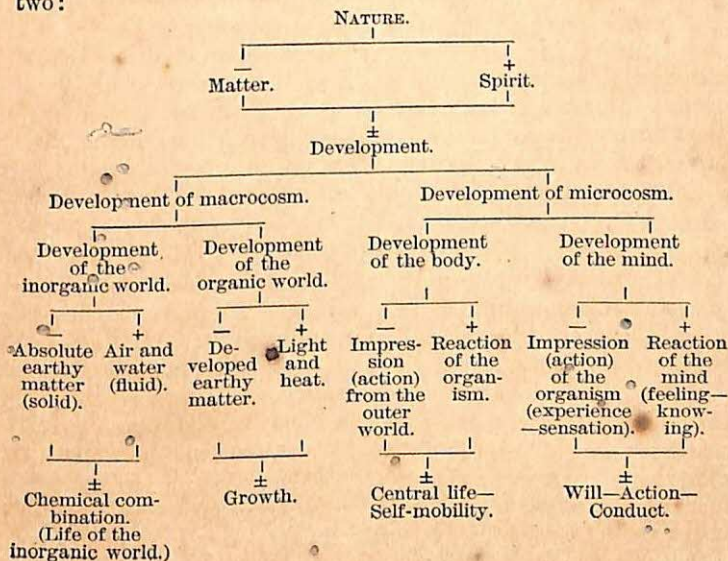 two:
NATURE.
− +
Matter. Spirit.
±
Development.
Development of macrocosm. Development of microcosm.
Development of the inorganic world.
Development of the organic world.
Development of the body.
Development of the mind.
− + − + − + − +
Absolute earthy matter (solid).
Air and water (fluid).
De-
veloped earthy matter.
Light and heat.
Impres-
sion (action) from the outer world.
Reaction of the organ-
ism.
Impression (action) of the organism (experience —sensation).
Reaction of the mind (feeling—
know-
ing).
± ± ± ±
Chemical com-
bination.
(Life of the
inorganic world.)
Growth.
Central life—
Self-mobility.
Will—Action—
Conduct.